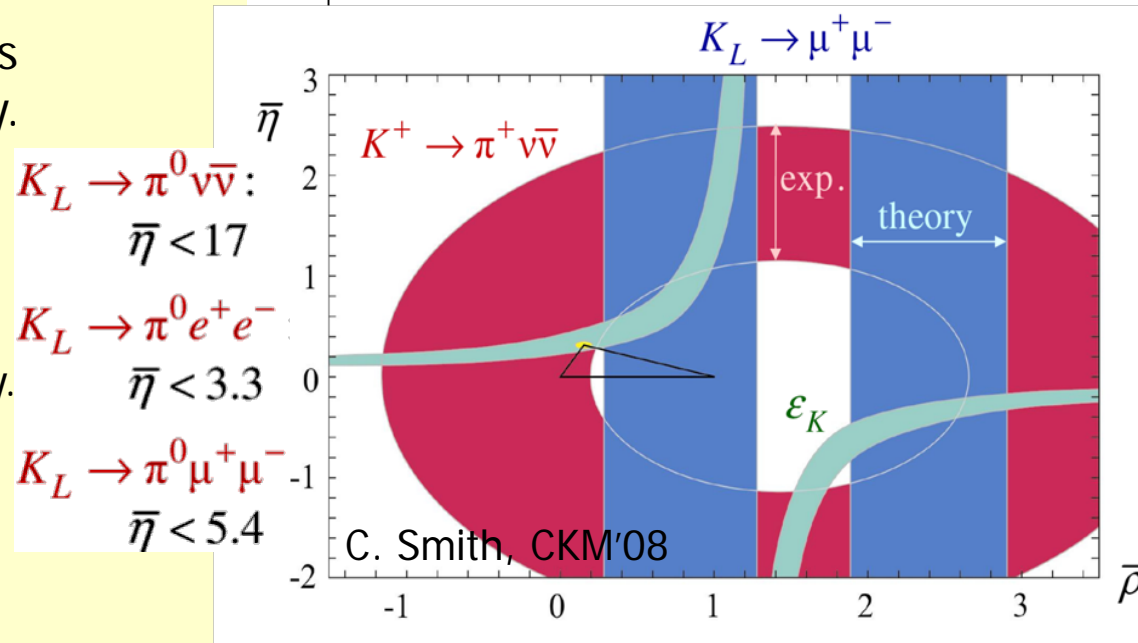 s
y.
K_L → π⁰νν̄ :
η̄ < 17
K_L → π⁰e⁺e⁻ :
η̄ < 3.3
y.
K_L → π⁰μ⁺μ⁻
η̄ < 5.4
K_L → μ⁺μ⁻
η̄
3
2
1
0
-1
-2
K⁺ → π⁺νν̄
exp.
theory
ε_K
C. Smith, CKM'08
-1 0 1 2 3
ρ̄